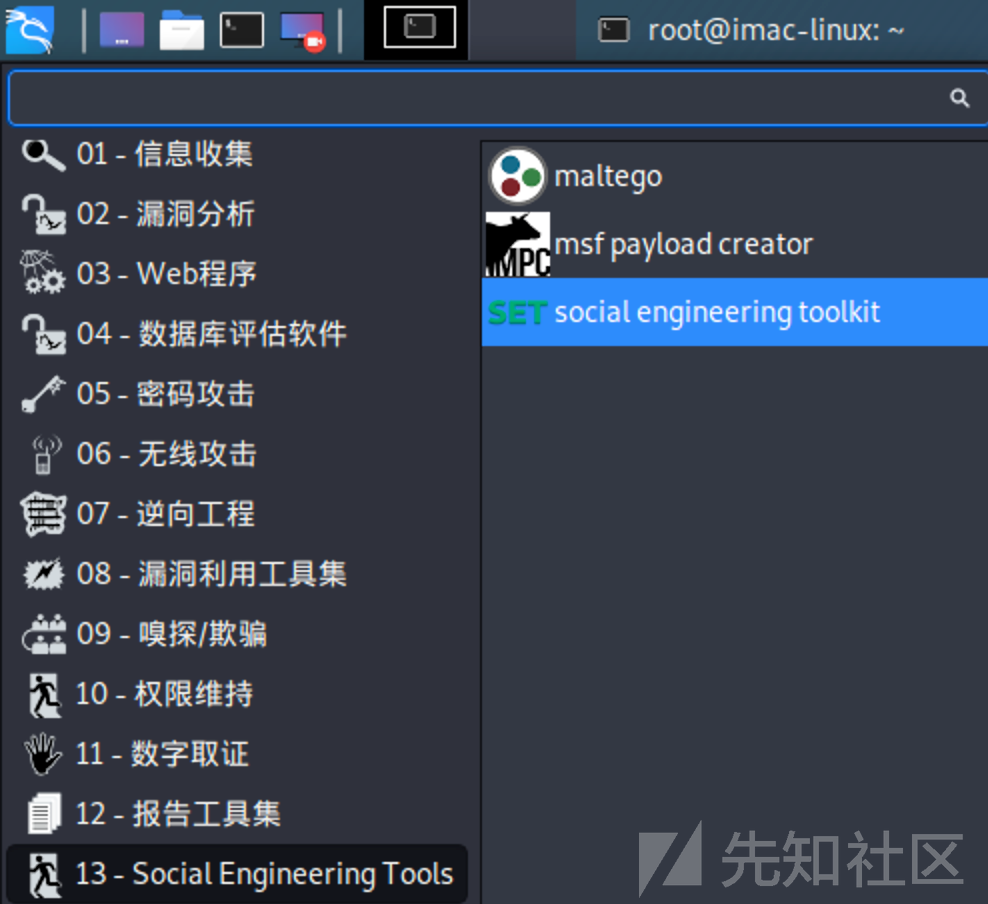 root@imac-linux: ~
01 - 信息收集
02 - 漏洞分析
03 - Web程序
04 - 数据库评估软件
05 - 密码攻击
06 - 无线攻击
07 - 逆向工程
08 - 漏洞利用工具集
09 - 嗅探/欺骗
10 - 权限维持
11 - 数字取证
12 - 报告工具集
13 - Social Engineering Tools
maltego
MPC
msf payload creator
SET
social engineering toolkit
先知社区